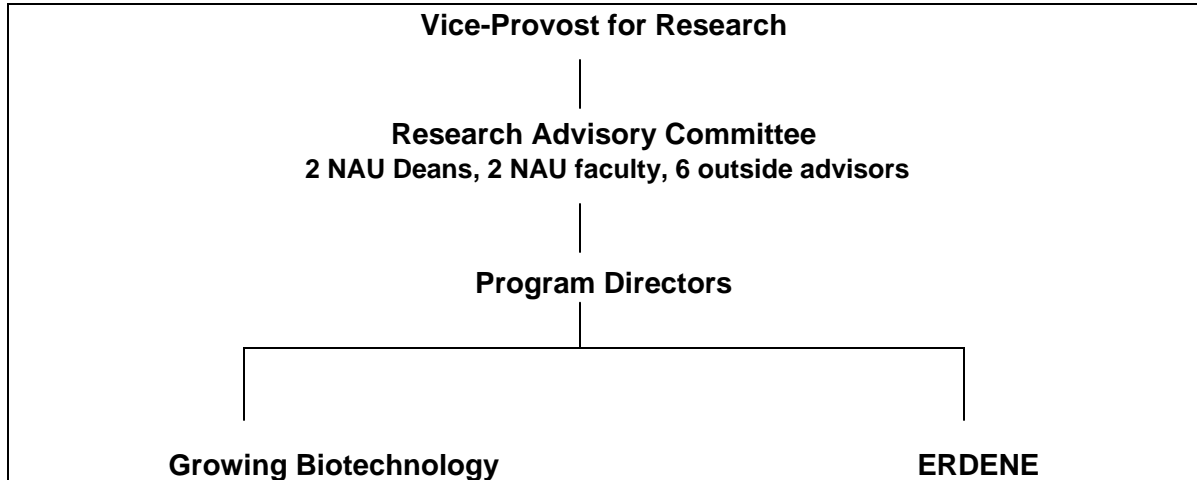 Vice-Provost for Research
Research Advisory Committee
2 NAU Deans, 2 NAU faculty, 6 outside advisors
Program Directors
Growing Biotechnology ERDENE